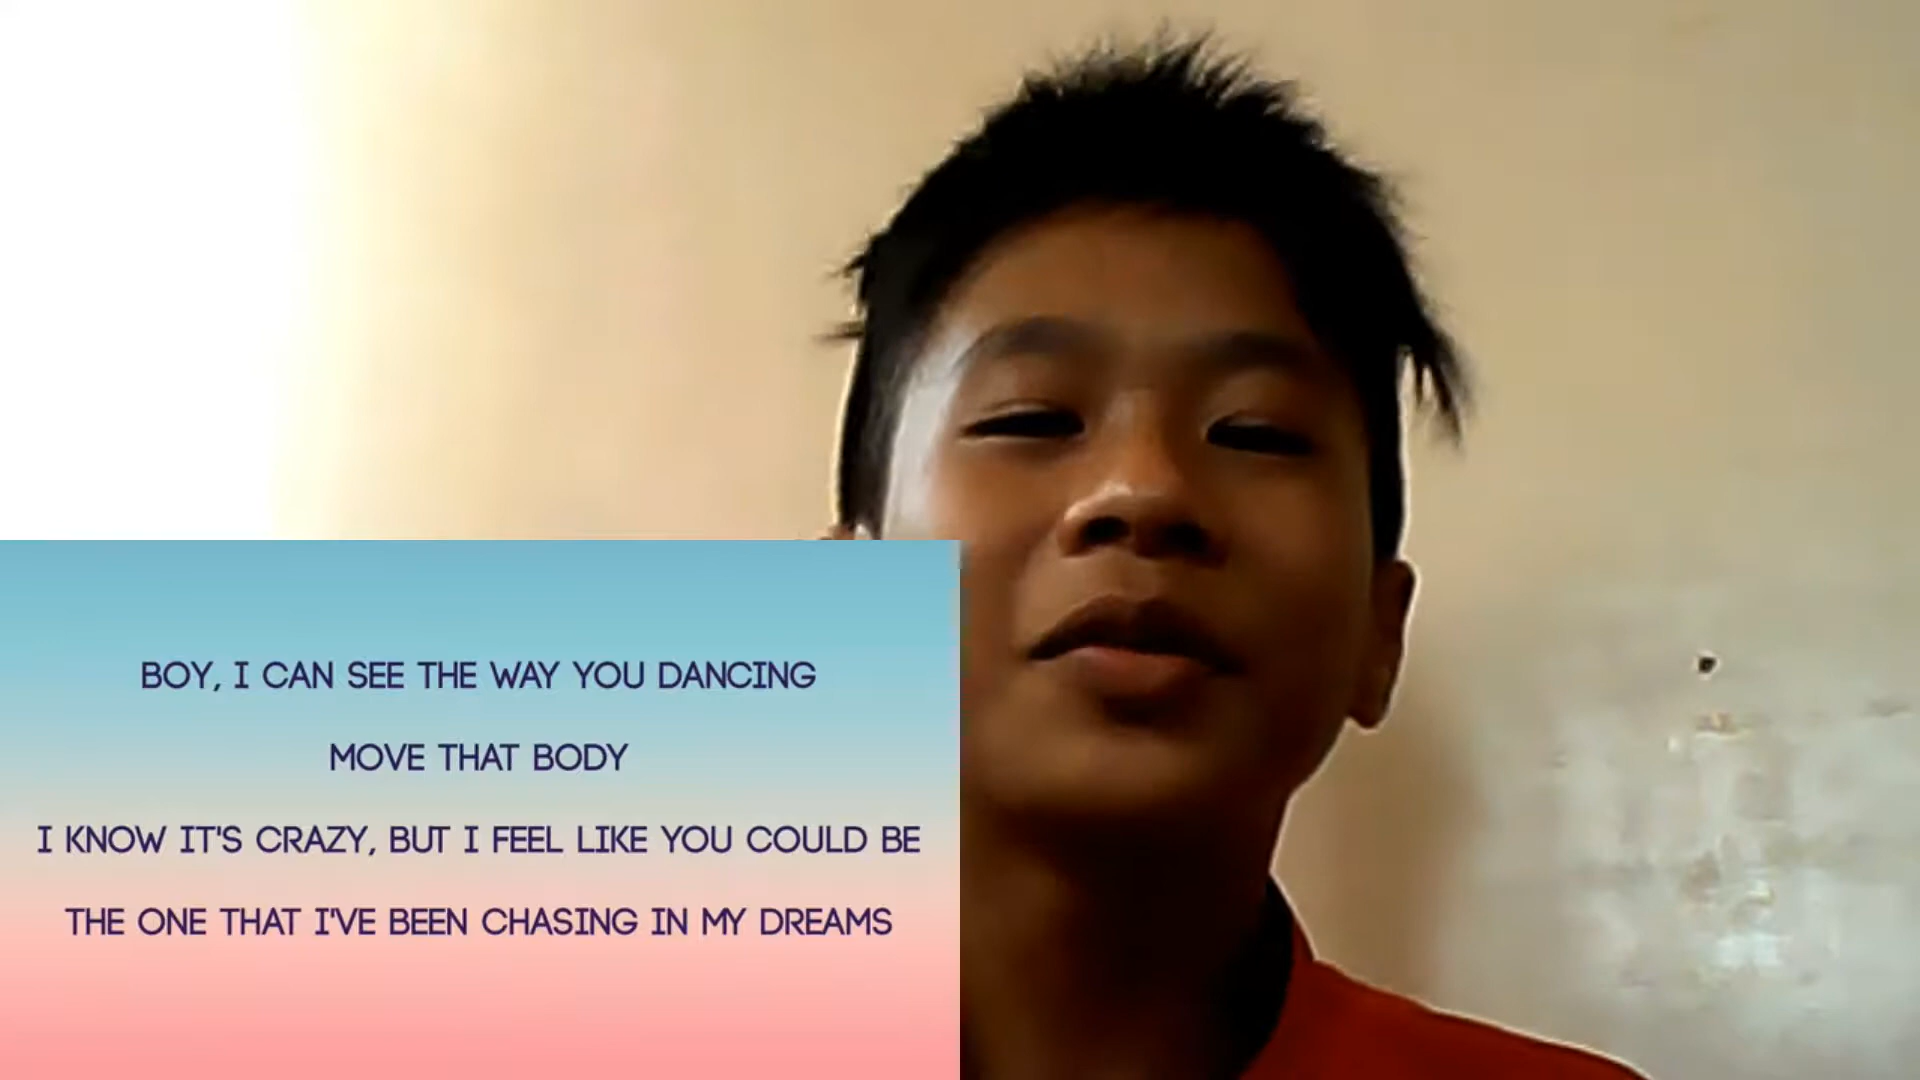 BOY, I CAN SEE THE WAY YOU DANCING
MOVE THAT BODY
I KNOW IT'S CRAZY, BUT I FEEL LIKE YOU COULD BE
THE ONE THAT I'VE BEEN CHASING IN MY DREAMS